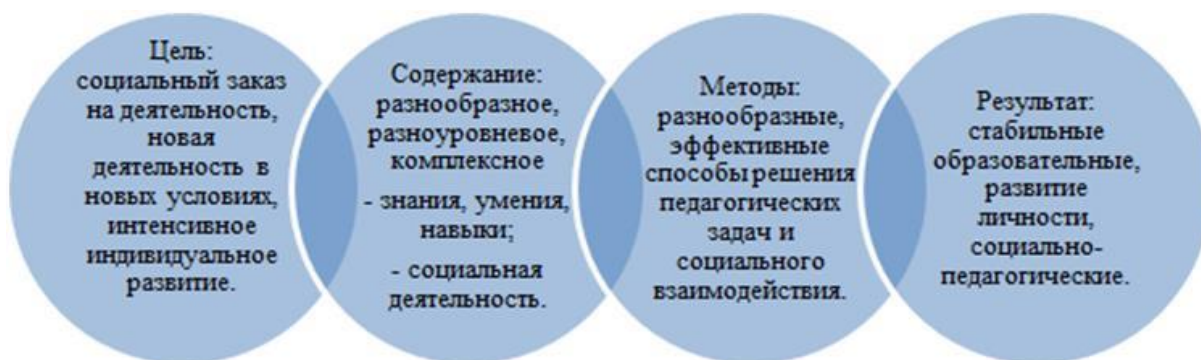 Цель:
социальный заказ
на деятельность,
новая
деятельность в
новых условиях,
интенсивное
индивидуальное
развитие.
Содержание:
разнообразное,
разноуровневое,
комплексное
- знания, умения,
навыки;
- социальная
деятельность.
Методы:
разнообразные,
эффективные
способы решения
педагогических
задач и
социального
взаимодействия.
Результат:
стабильные
образовательные,
развитие
личности,
социально-
педагогические.